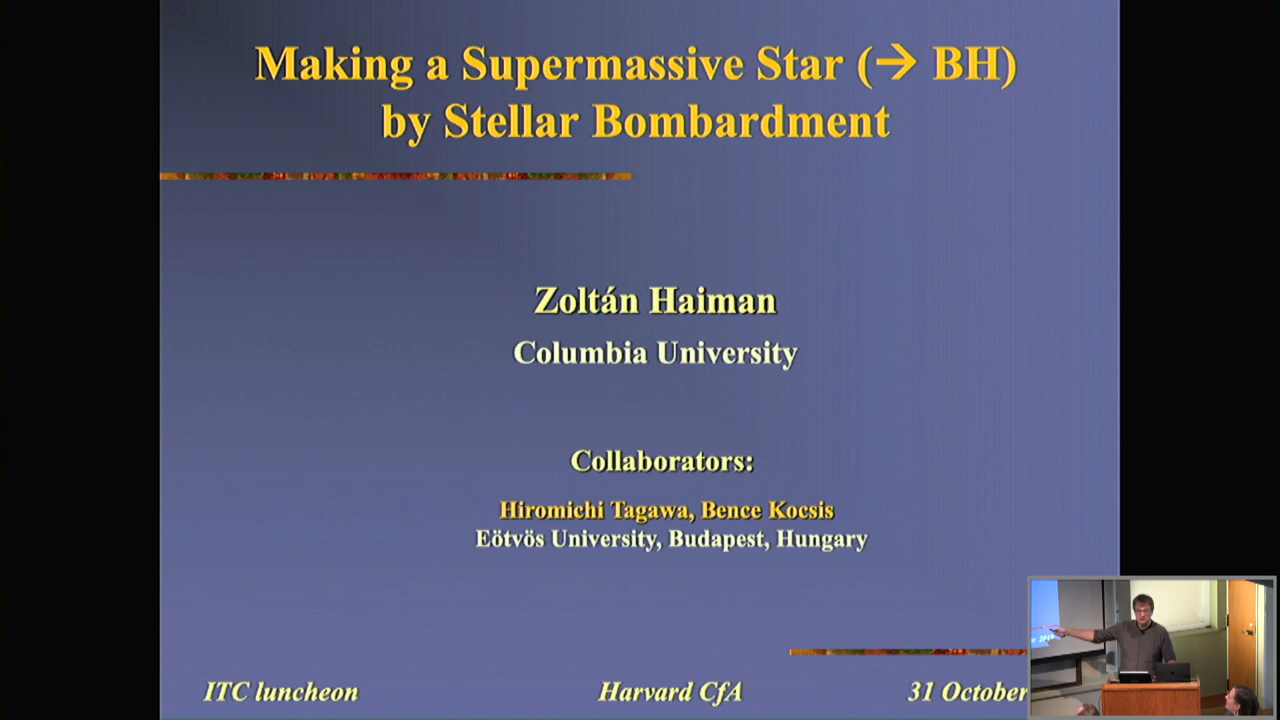 Making a Supermassive Star (→ BH)
by Stellar Bombardment
Zoltán Haiman
Columbia University
Collaborators:
Hiromichi Tagawa, Bence Kocsis
Eötvös University, Budapest, Hungary
ITC luncheon
Harvard CfA
31 October